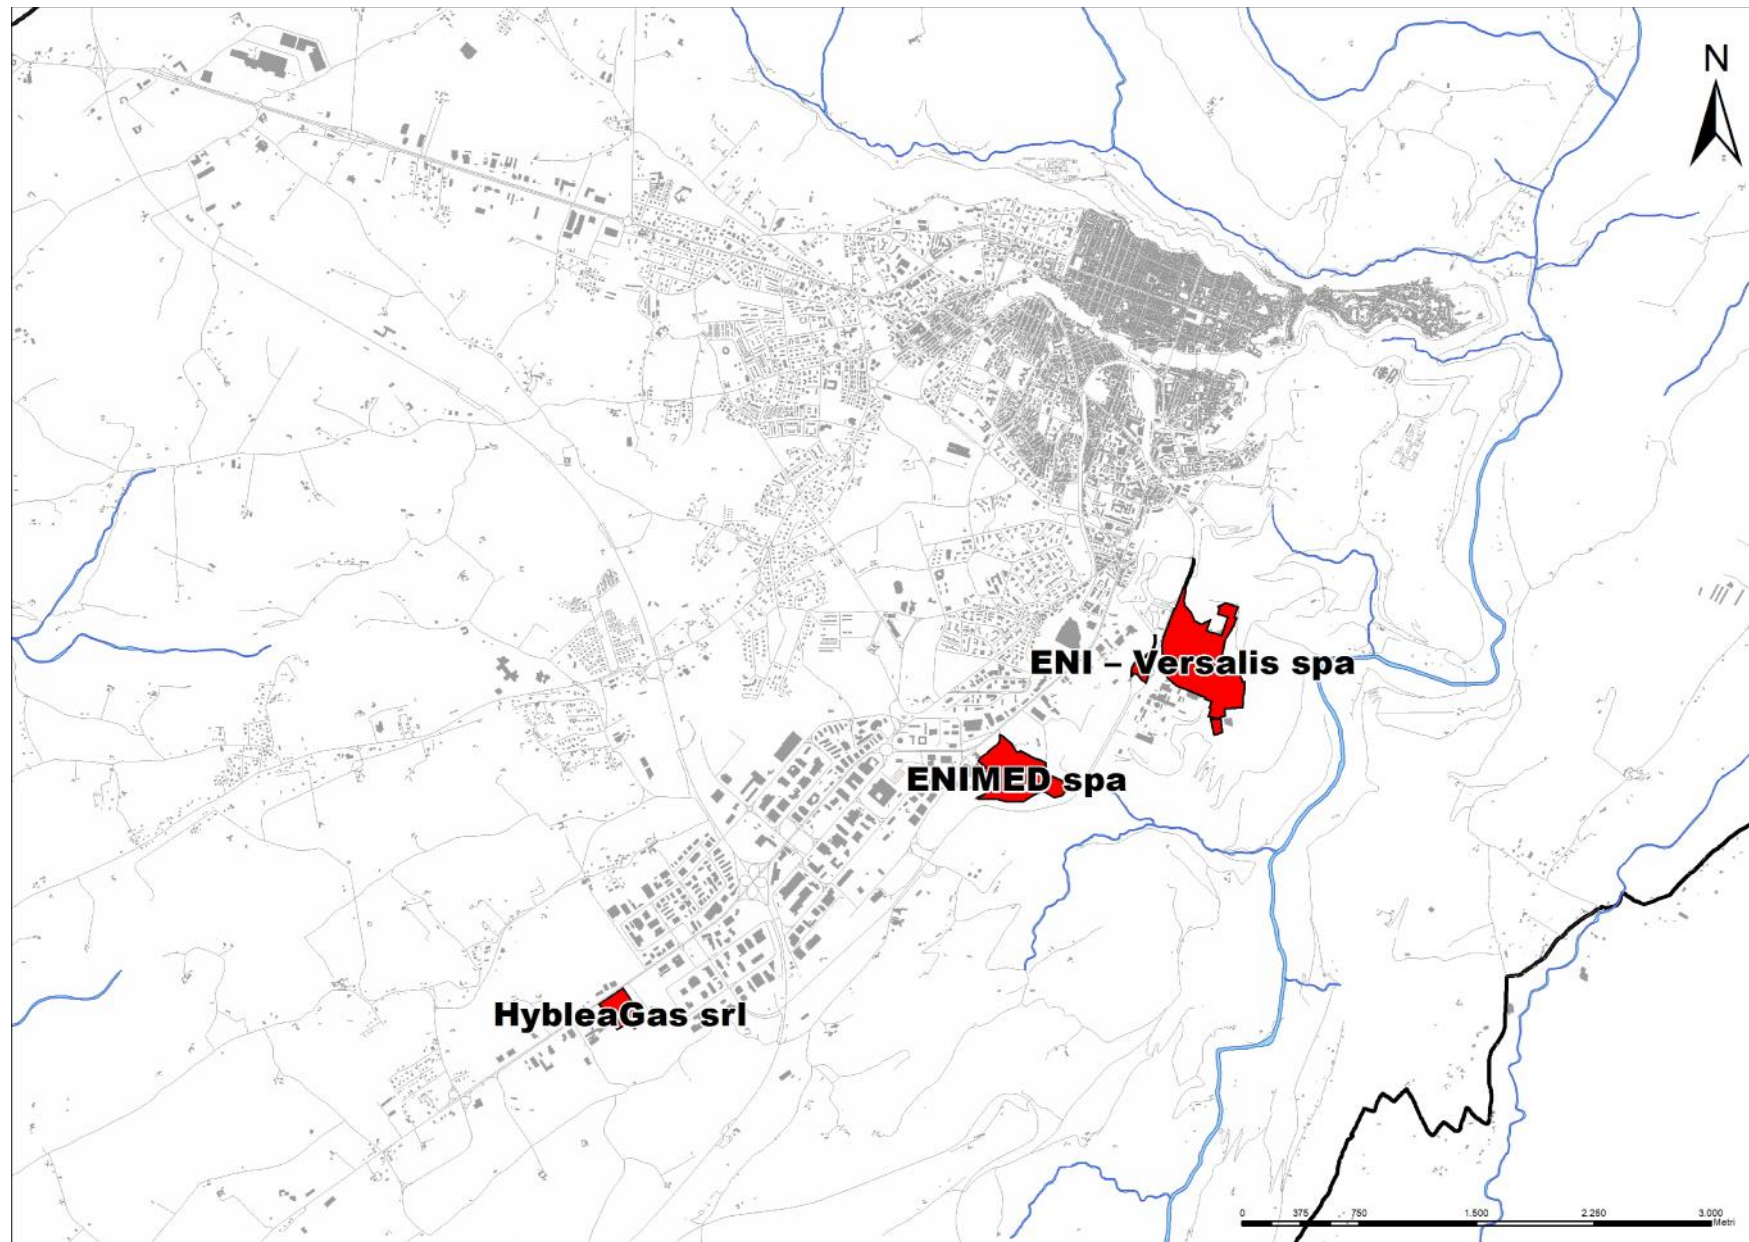 N
ENI – Versalis spa
ENIMED spa
HybleaGas srl
0 375 750 1.500 2.250 3.000
Metri